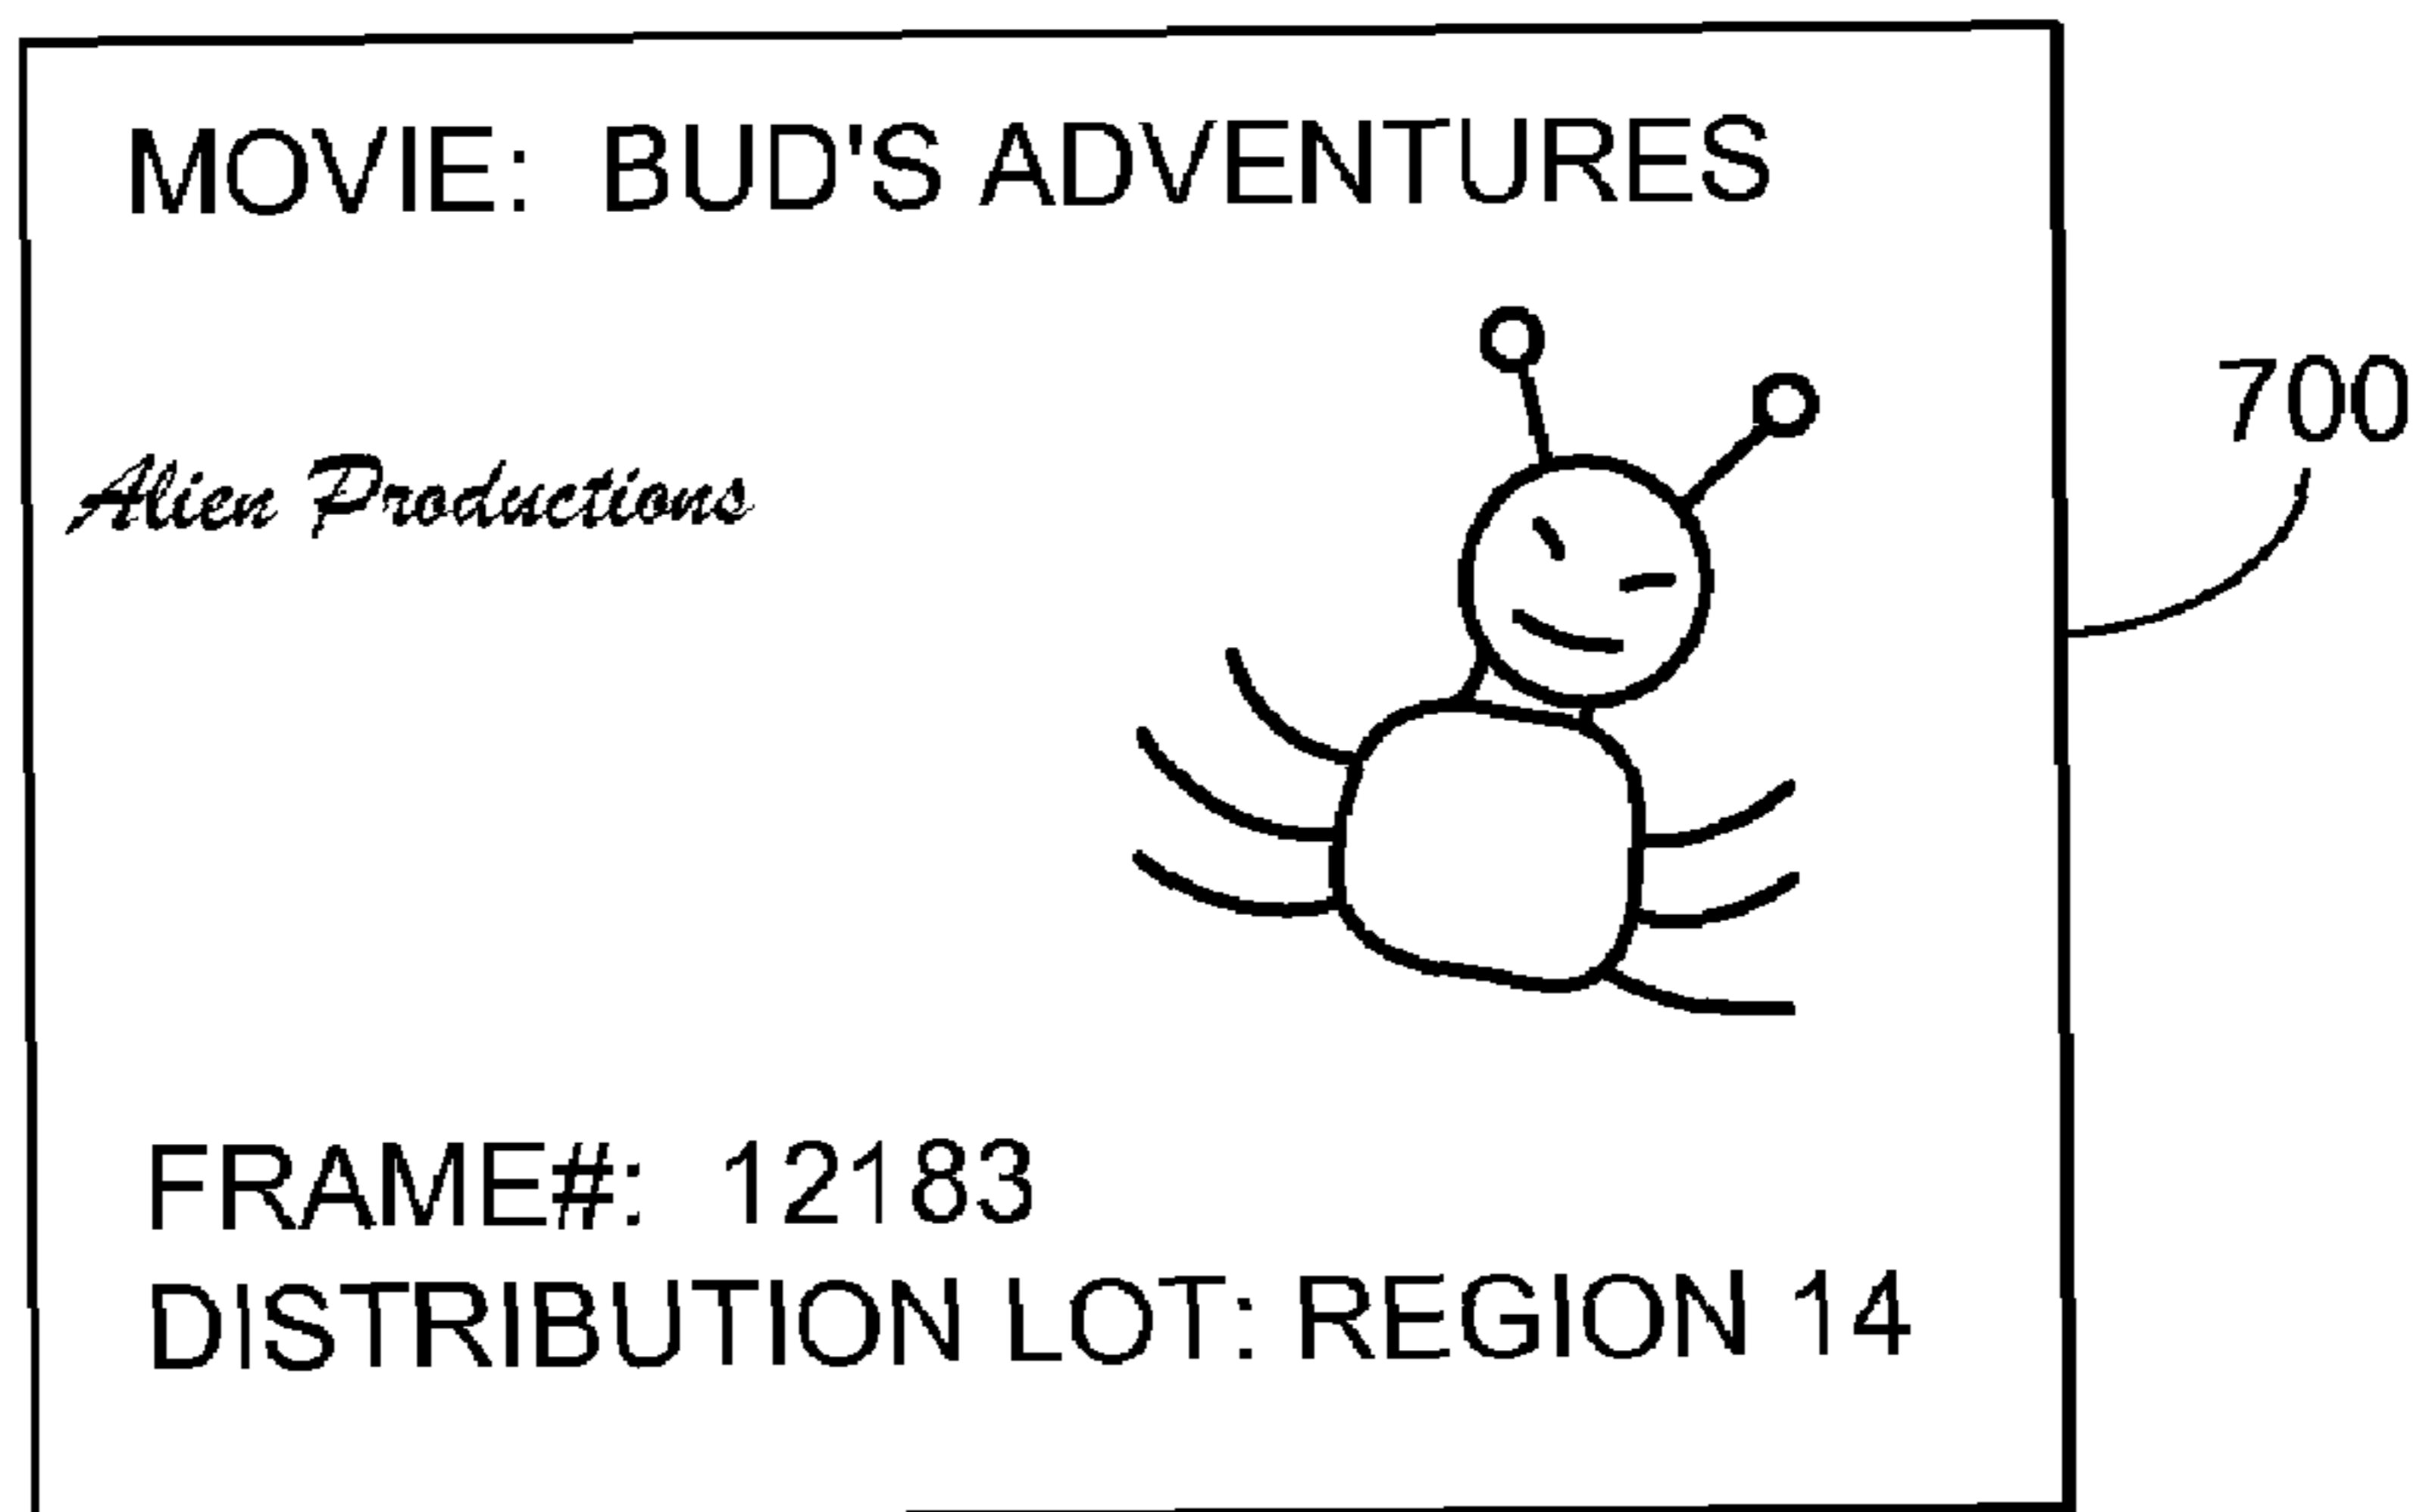 MOVIE: BUD'S ADVENTURES
700
Alien Productions
FRAME#: 12183
DISTRIBUTION LOT: REGION 14